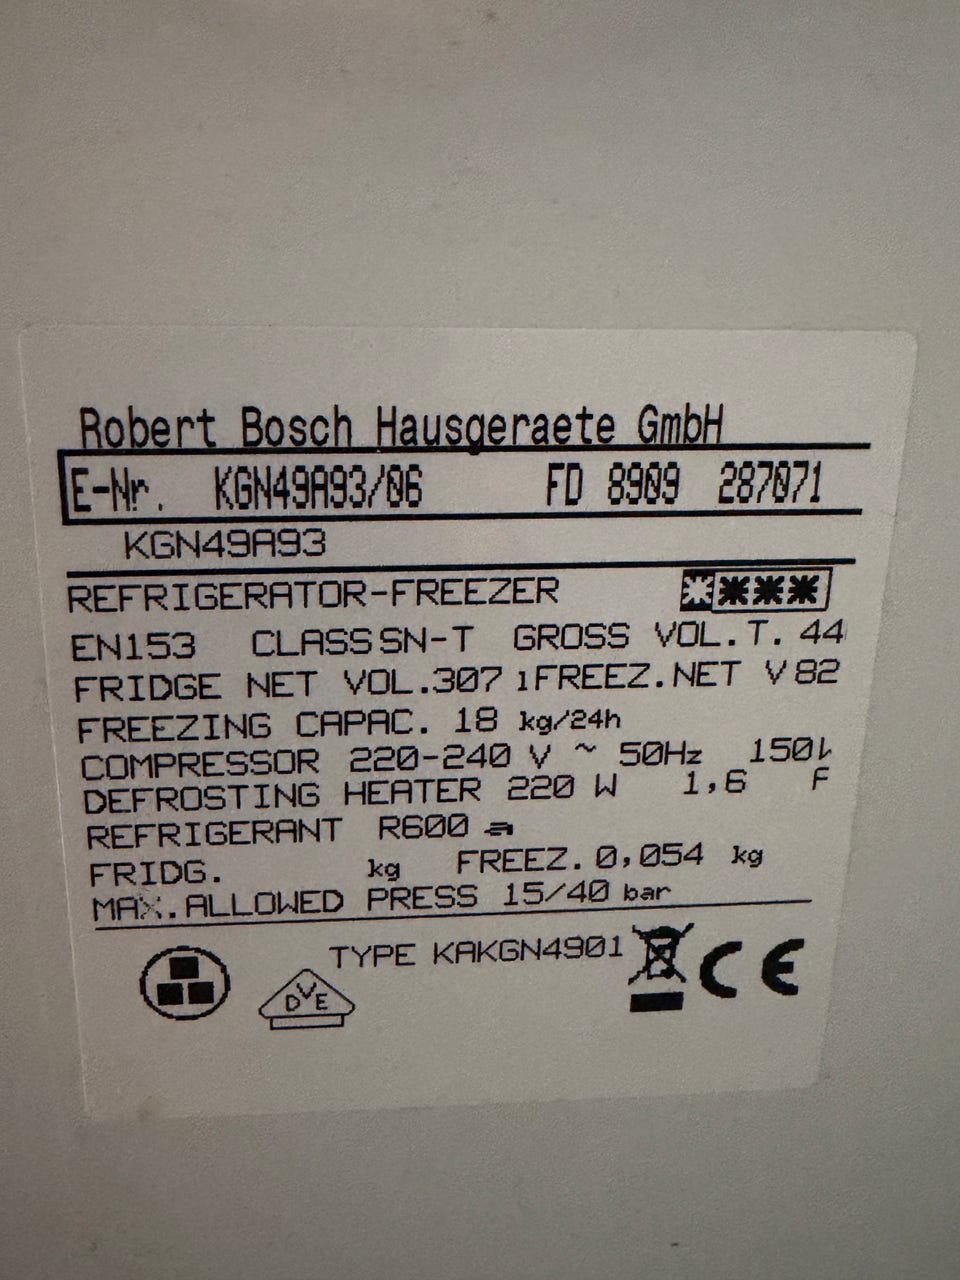 Robert Bosch Hausgeraete GmbH
E-Nr. KGN49A93/06 FD 8909 287071
KGN49A93
REFRIGERATOR-FREEZER
EN153 CLASS SN-T GROSS VOL.T. 44
FRIDGE NET VOL.307 l FREEZ.NET V 82
FREEZING CAPAC. 18 kg/24h
COMPRESSOR 220-240 V ~ 50Hz 150
DEFROSTING HEATER 220 W 1,6
REFRIGERANT R600 a
FRIDG. kg FREEZ. 0,054 kg
MAX.ALLOWED PRESS 15/40 bar
TYPE KAKGN4901 CE
DVE